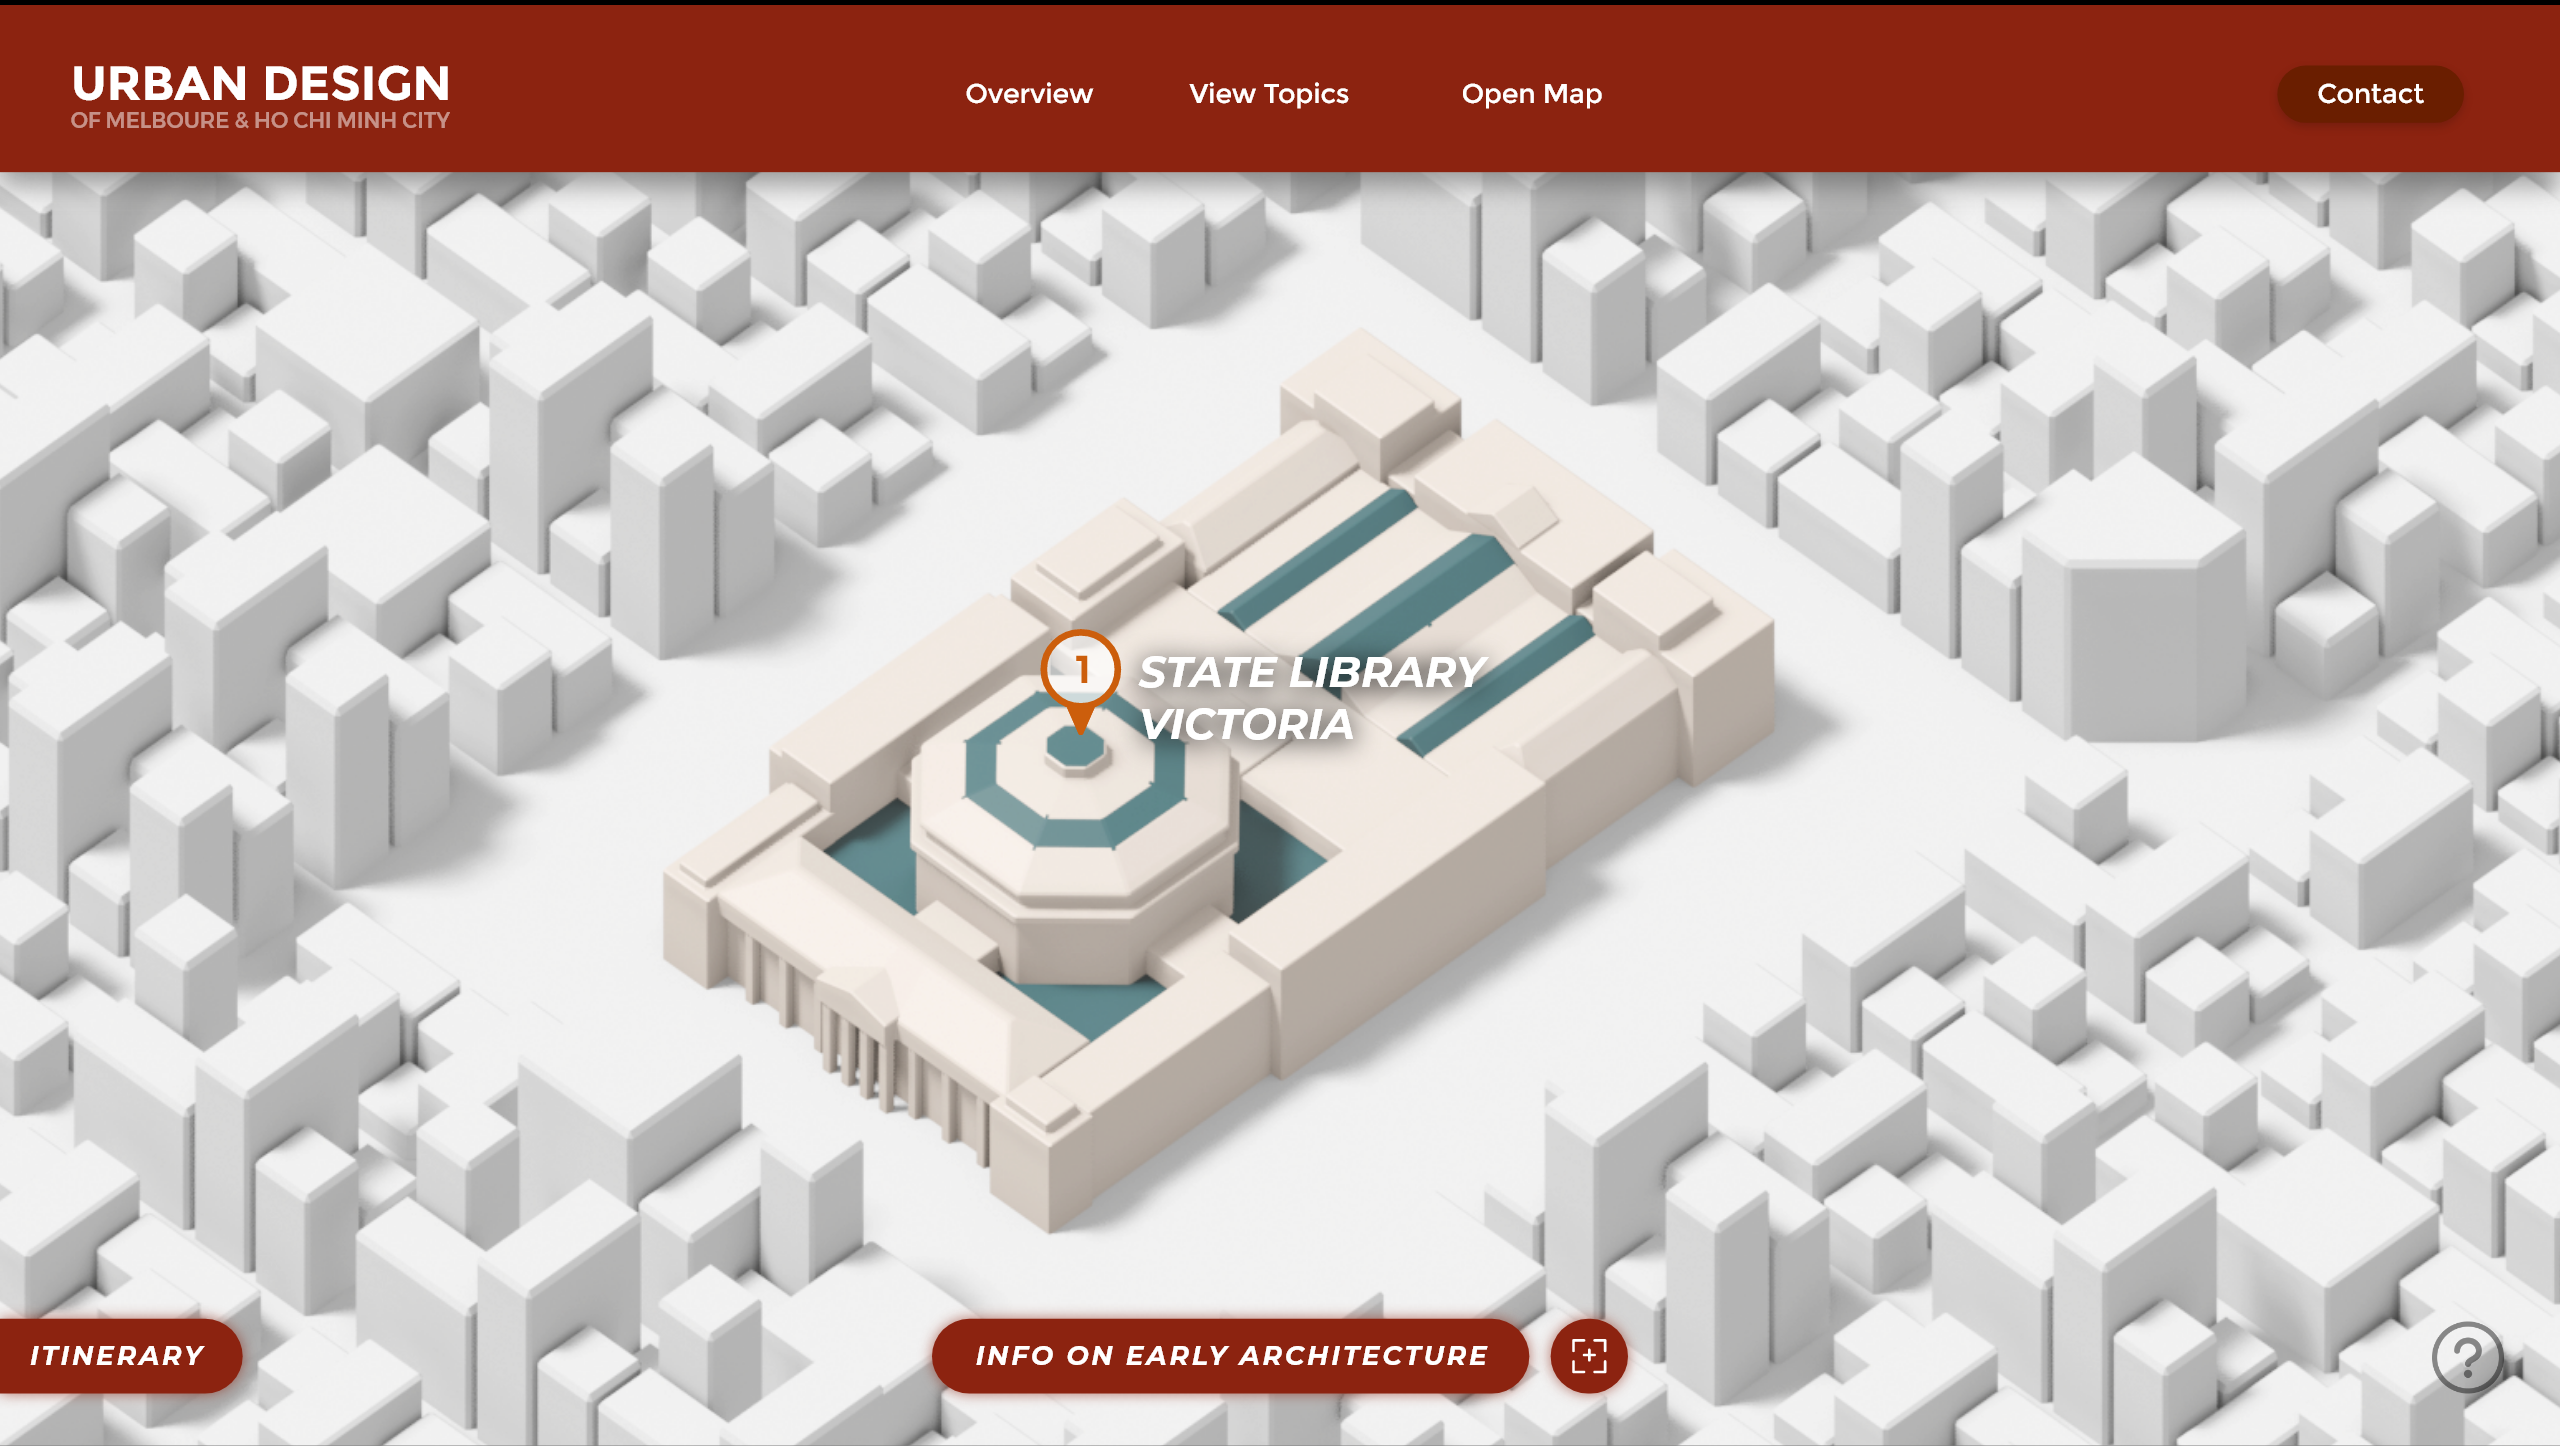 URBAN DESIGN
OF MELBOURE & HO CHI MINH CITY
Overview
View Topics
Open Map
Contact
1
STATE LIBRARY
VICTORIA
ITINERARY
INFO ON EARLY ARCHITECTURE
?